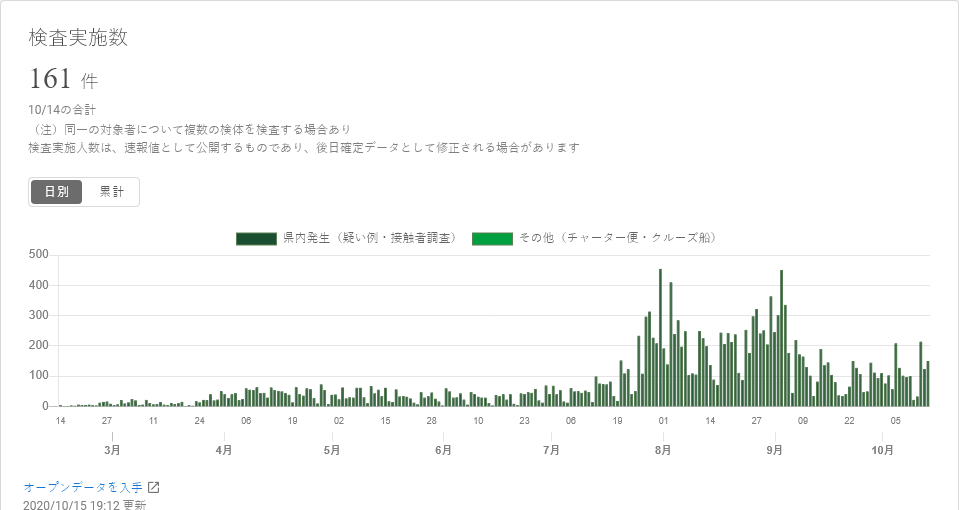 検査実施数
161 件
10/14の合計
（注）同一の対象者について複数の検体を検査する場合あり
検査実施人数は、速報値として公開するものであり、後日確定データとして修正される場合があります
日別 累計
県内発生（疑い例・接触者調査） その他（チャーター便・クルーズ船）
500
400
300
200
100
0
14 27 11 24 06 19 02 15 28 10 23 06 19 01 14 27 09 22 05
3月 4月 5月 6月 7月 8月 9月 10月
オープンデータを入手
2020/10/15 19:12 更新